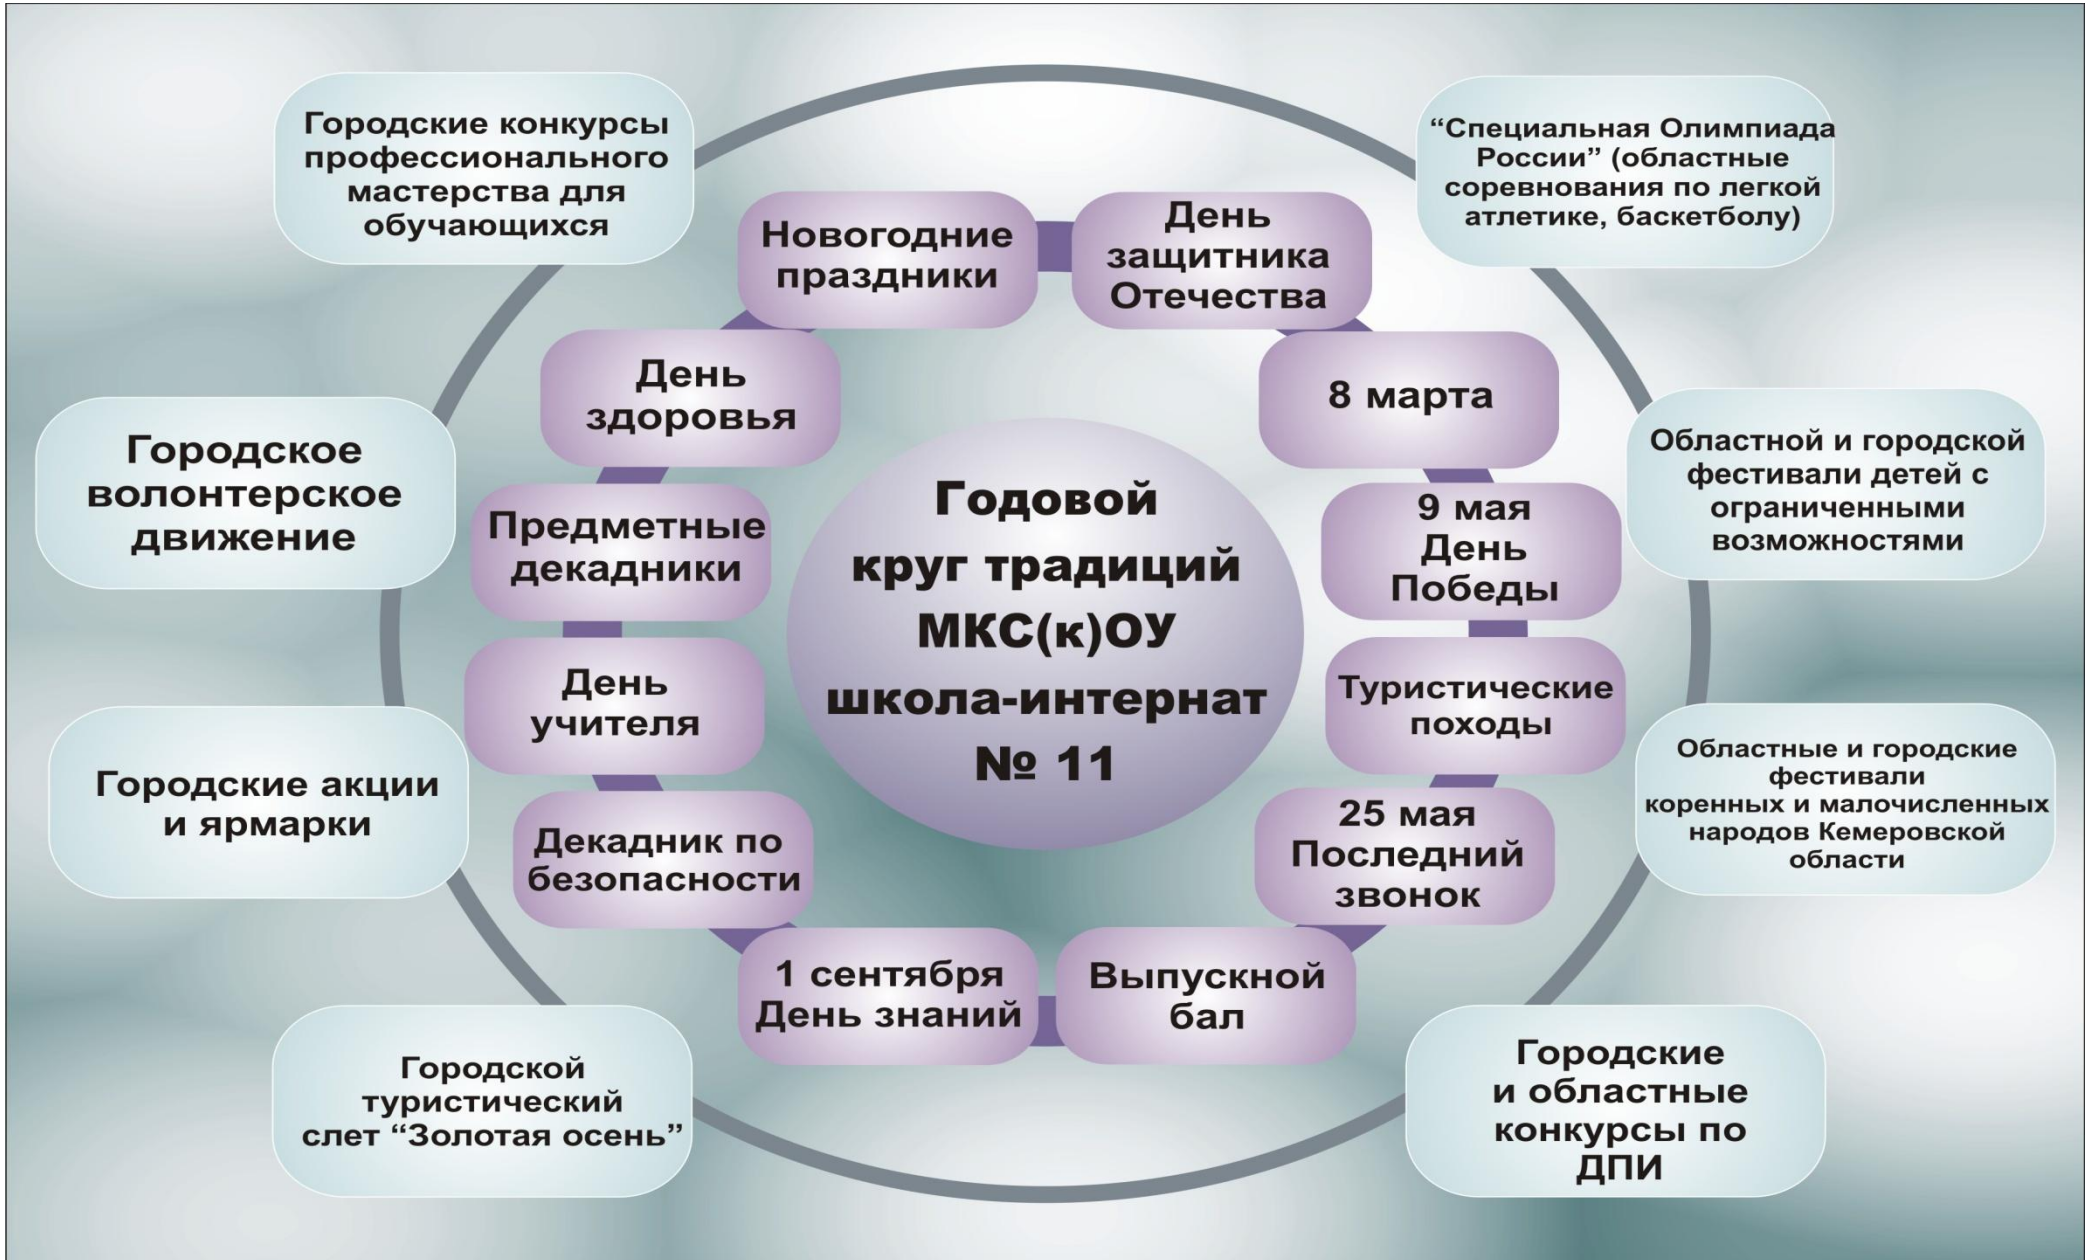 Городские конкурсы
профессионального
мастерства для
обучающихся
“Специальная Олимпиада
России” (областные
соревнования по легкой
атлетике, баскетболу)
Новогодние
праздники
День
защитника
Отечества
День
здоровья
8 марта
Городское
волонтерское
движение
Областной и городской
фестивали детей с
ограниченными
возможностями
Предметные
декадники
9 мая
День
Победы
Годовой
круг традиций
МКС(к)ОУ
школа-интернат
№ 11
День
учителя
Туристические
походы
Городские акции
и ярмарки
Областные и городские
фестивали
коренных и малочисленных
народов Кемеровской
области
Декадник по
безопасности
25 мая
Последний
звонок
1 сентября
День знаний
Выпускной
бал
Городской
туристический
слет “Золотая осень”
Городские
и областные
конкурсы по
ДПИ